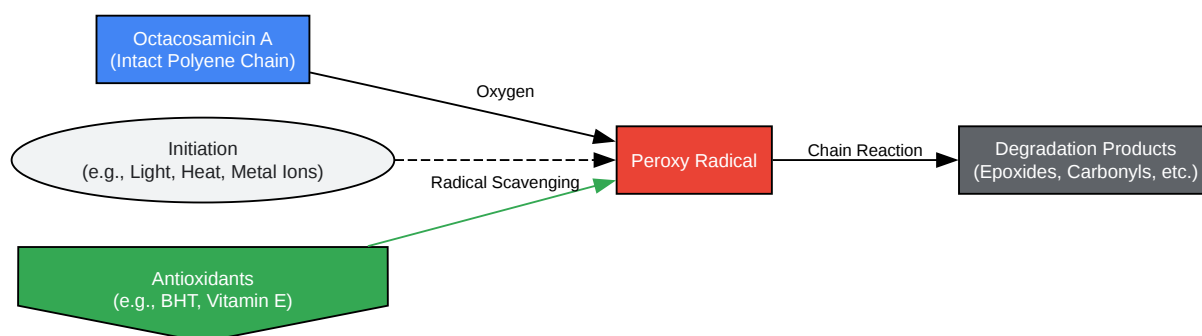 Octacosamicin A
(Intact Polyene Chain)
Oxygen
Initiation
(e.g., Light, Heat, Metal Ions)
Peroxy Radical
Chain Reaction
Degradation Products
(Epoxides, Carbonyls, etc.)
Radical Scavenging
Antioxidants
(e.g., BHT, Vitamin E)